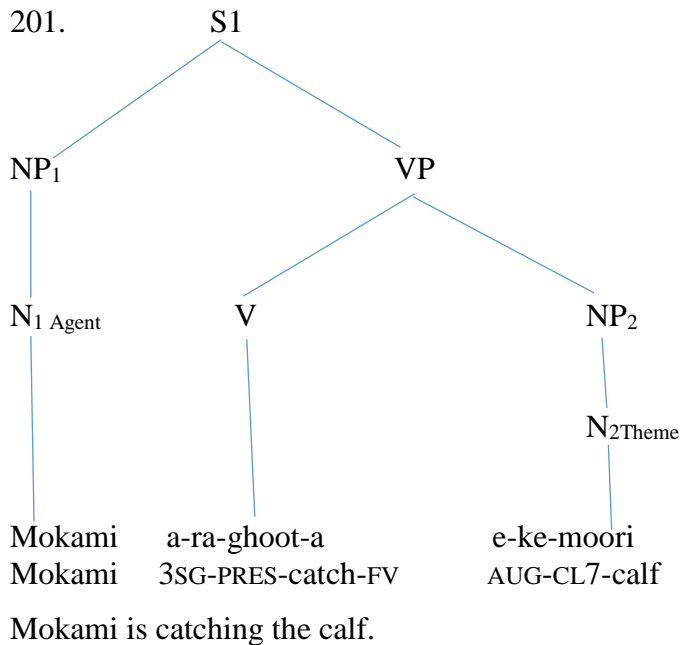 201. S1
NP1 VP
N1 Agent V NP2
N2Theme
Mokami a-ra-ghoot-a e-ke-moori
Mokami 3SG-PRES-catch-FV AUG-CL7-calf
Mokami is catching the calf.